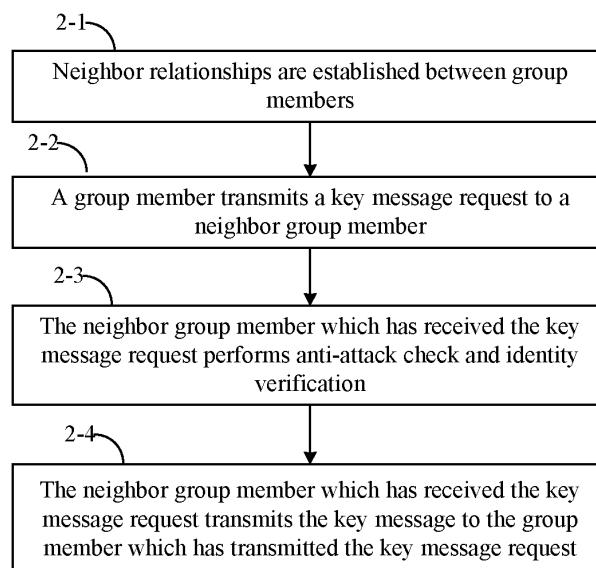 2-1
Neighbor relationships are established between group
members
2-2
A group member transmits a key message request to a
neighbor group member
2-3
The neighbor group member which has received the key
message request performs anti-attack check and identity
verification
2-4
The neighbor group member which has received the key
message request transmits the key message to the group
member which has transmitted the key message request